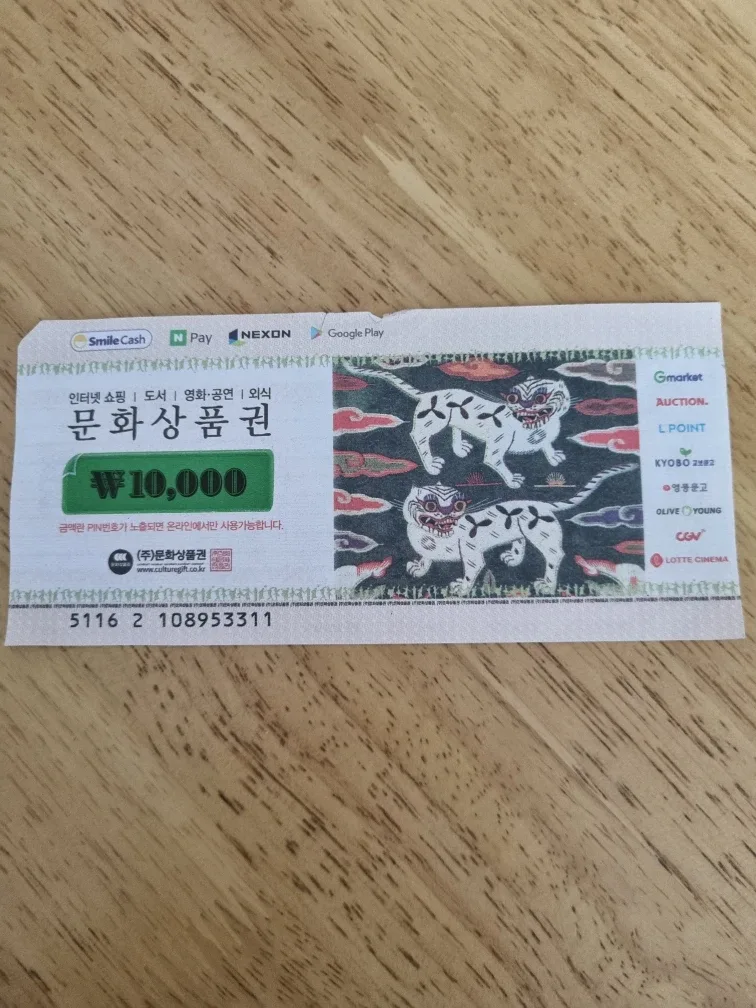 Smile Cash N Pay NEXON Google Play
인터넷 쇼핑 | 도서 | 영화·공연 | 외식
문화상품권
₩10,000
금액란 PIN번호가 노출되면 온라인에서만 사용가능합니다.
(주)문화상품권
www.culturegift.co.kr
5116 2 108953311
Gmarket
AUCTION.
L.POINT
KYOBO 교보문고
영풍문고
OLIVE YOUNG
CGV
LOTTE CINEMA